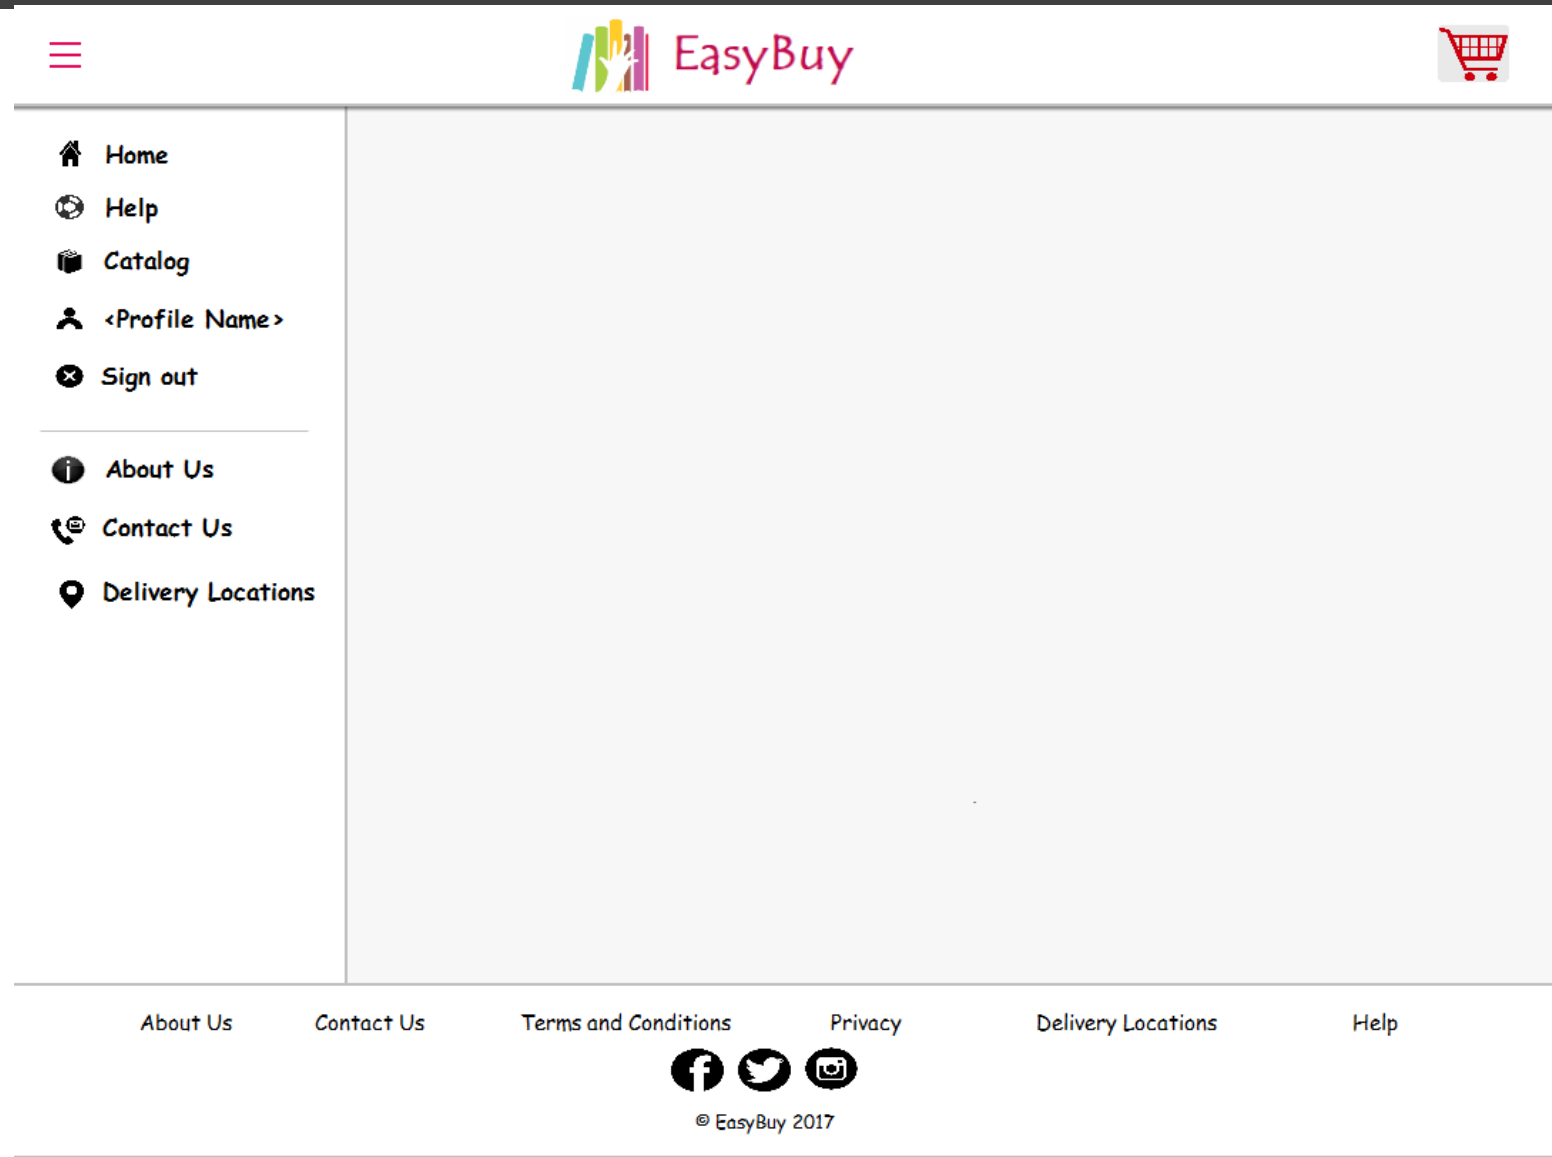 EasyBuy
Home
Help
Catalog
<Profile Name>
Sign out
About Us
Contact Us
Delivery Locations
About Us Contact Us Terms and Conditions Privacy Delivery Locations Help
© EasyBuy 2017